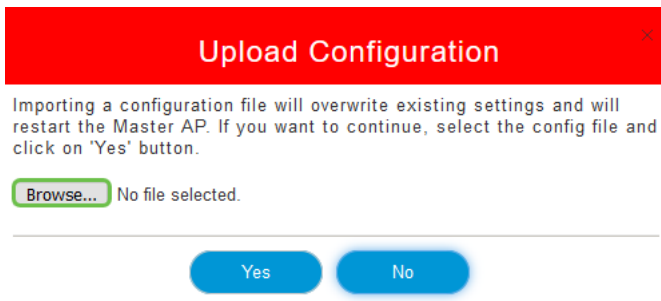 Upload Configuration
Importing a configuration file will overwrite existing settings and will
restart the Master AP. If you want to continue, select the config file and
click on 'Yes' button.
Browse... No file selected.
Yes No